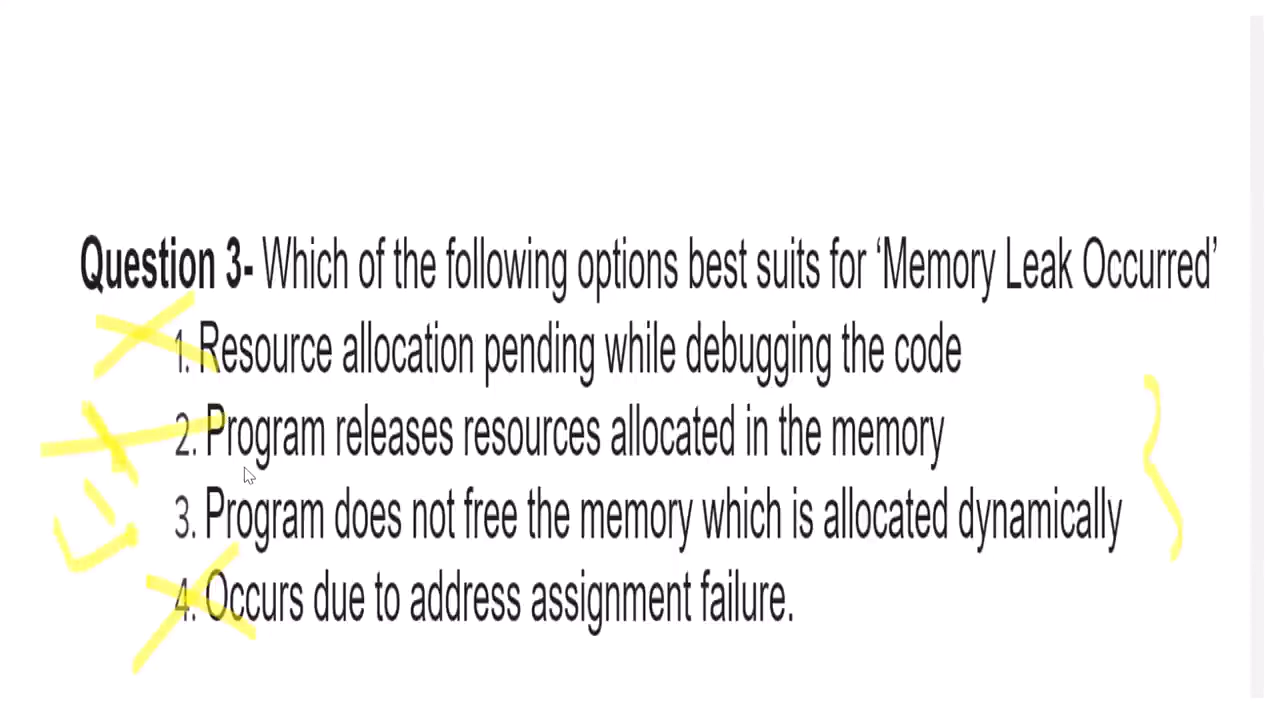 Question 3- Which of the following options best suits for ‘Memory Leak Occurred’
1. Resource allocation pending while debugging the code
2. Program releases resources allocated in the memory
3. Program does not free the memory which is allocated dynamically
4. Occurs due to address assignment failure.